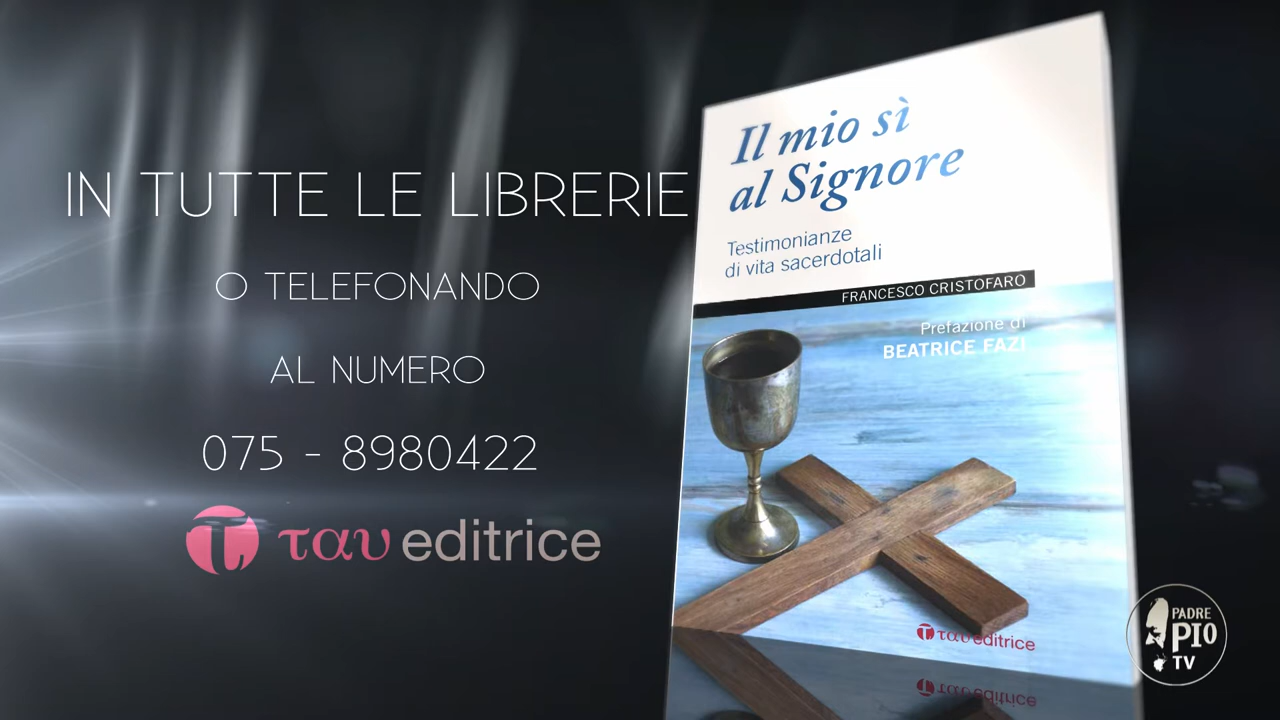 IN TUTTE LE LIBRERIE
O TELEFONANDO
AL NUMERO
075 - 8980422
ταυ editrice
Il mio sì
al Signore
Testimonianze
di vita sacerdotali
FRANCESCO CRISTOFARO
Prefazione di
BEATRICE FAZI
ταυ editrice
PADRE
PIO
TV